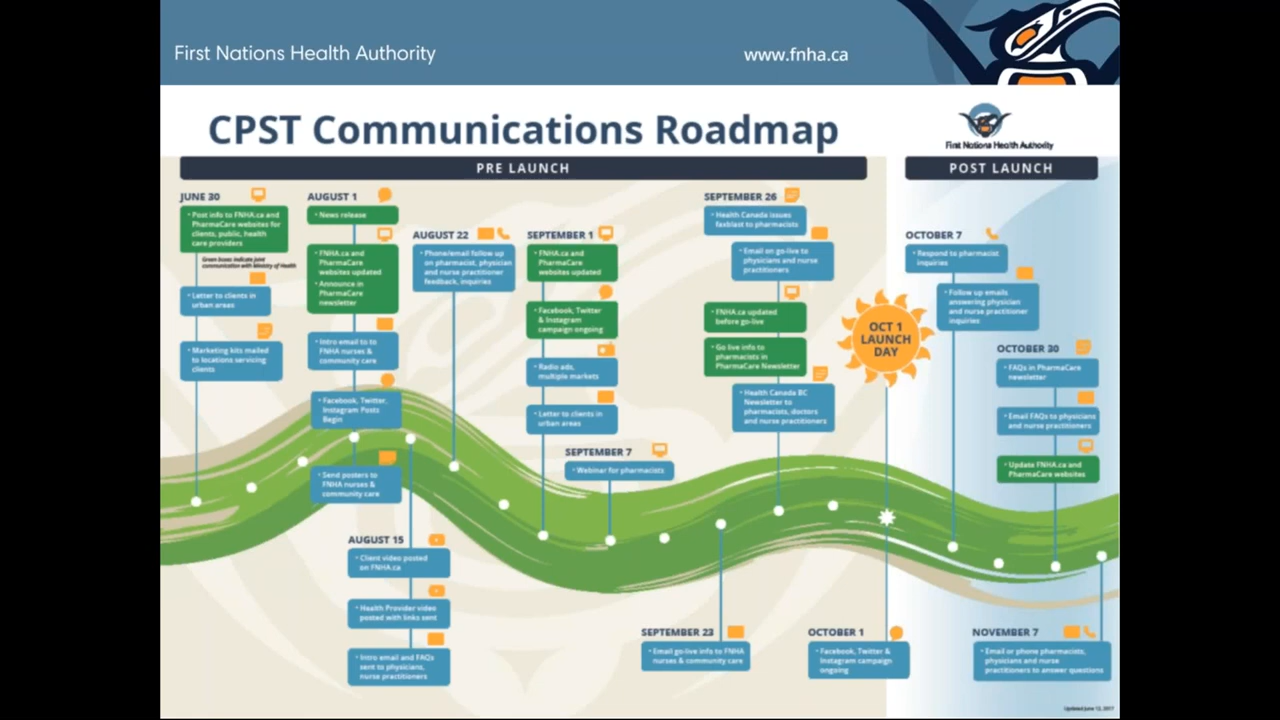 First Nations Health Authority
www.fnha.ca
CPST Communications Roadmap
First Nations Health Authority
PRE LAUNCH
POST LAUNCH
JUNE 30
• Post info to FNHA.ca and
PharmaCare websites for
clients, public, health
care providers
Green boxes indicate joint
communication with Ministry of Health
• Letter to clients in
urban areas
• Marketing kits mailed
to locations servicing
clients
AUGUST 1
• News release
• FNHA.ca and
PharmaCare
websites updated
• Announce in
PharmaCare
newsletter
• Intro email to to
FNHA nurses &
community care
• Facebook, Twitter,
Instagram Posts
Begin
• Send posters to
FNHA nurses &
community care
AUGUST 15
• Client video posted
on FNHA.ca
• Health Provider video
posted with links sent
• Intro email and FAQs
sent to physicians,
nurse practitioners
AUGUST 22
• Phone/email follow up
on pharmacist, physician
and nurse practitioner
feedback, inquiries
SEPTEMBER 1
• FNHA.ca and
PharmaCare
websites updated
• Facebook, Twitter
& Instagram
campaign ongoing
• Radio ads,
multiple markets
• Letter to clients in
urban areas
SEPTEMBER 7
• Webinar for pharmacists
SEPTEMBER 23
• Email go-live info to FNHA
nurses & community care
SEPTEMBER 26
• Health Canada issues
faxblast to pharmacists
• Email on go-live to
physicians and nurse
practitioners
• FNHA.ca updated
before go-live
• Go live info to
pharmacists in
PharmaCare Newsletter
• Health Canada BC
Newsletter to
pharmacists, doctors
and nurse practitioners
OCT 1
LAUNCH
DAY
OCTOBER 1
• Facebook, Twitter &
Instagram campaign
ongoing
OCTOBER 7
• Respond to pharmacist
inquiries
• Follow up emails
answering physician
and nurse practitioner
inquiries
OCTOBER 30
• FAQs in PharmaCare
newsletter
• Email FAQs to physicians
and nurse practitioners
• Update FNHA.ca and
PharmaCare websites
NOVEMBER 7
• Email or phone pharmacists,
physicians and nurse
practitioners to answer questions
Updated June 12, 2017